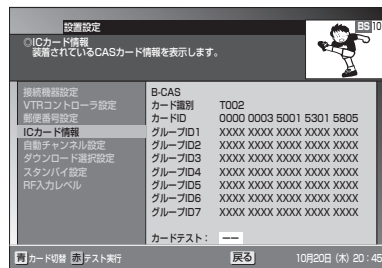 設置設定
BS 10
◎ICカード情報
装着されているCASカード情報を表示します。
接続機器設定
VTRコントローラ設定
郵便番号設定
ICカード情報
自動チャンネル設定
ダウンロード選択設定
スタンバイ設定
RF入力レベル
B-CAS
カード識別 T002
カードID 0000 0003 5001 5301 5805
グループID1 XXXX XXXX XXXX XXXX XXXX
グループID2 XXXX XXXX XXXX XXXX XXXX
グループID3 XXXX XXXX XXXX XXXX XXXX
グループID4 XXXX XXXX XXXX XXXX XXXX
グループID5 XXXX XXXX XXXX XXXX XXXX
グループID6 XXXX XXXX XXXX XXXX XXXX
グループID7 XXXX XXXX XXXX XXXX XXXX
カードテスト： −−
青 カード切替 赤 テスト実行 戻る 10月20日 (木) 20：45